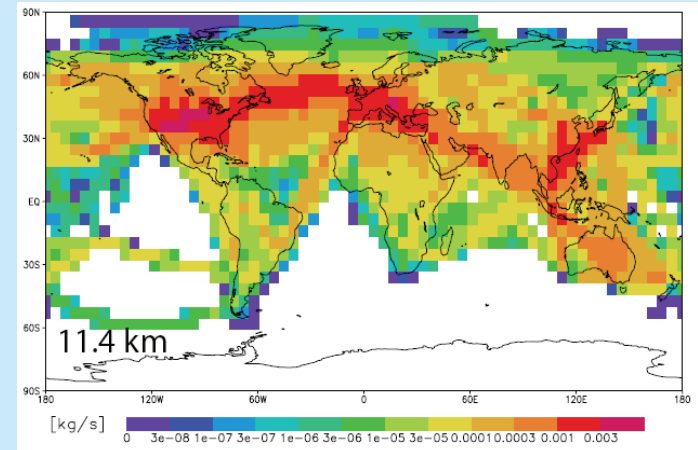 90N
60N
30N
EQ
30S
60S
90S
11.4 km
180 120W 60W 0 60E 120E 180
[kg/s]
0 3e-08 1e-07 3e-07 1e-06 3e-06 1e-05 3e-05 0.0001 0.0003 0.001 0.003